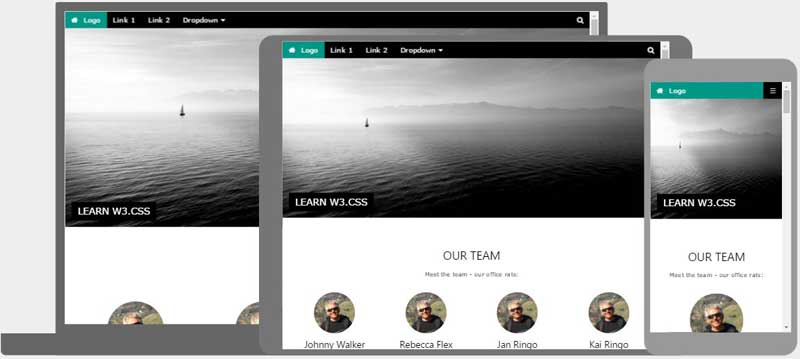 Logo Link 1 Link 2 Dropdown
LEARN W3.CSS
Logo Link 1 Link 2 Dropdown
LEARN W3.CSS
OUR TEAM
Meet the team - our office rats:
Johnny Walker Rebecca Flex Jan Ringo Kai Ringo
Logo
LEARN W3.CSS
OUR TEAM
Meet the team - our office rats: